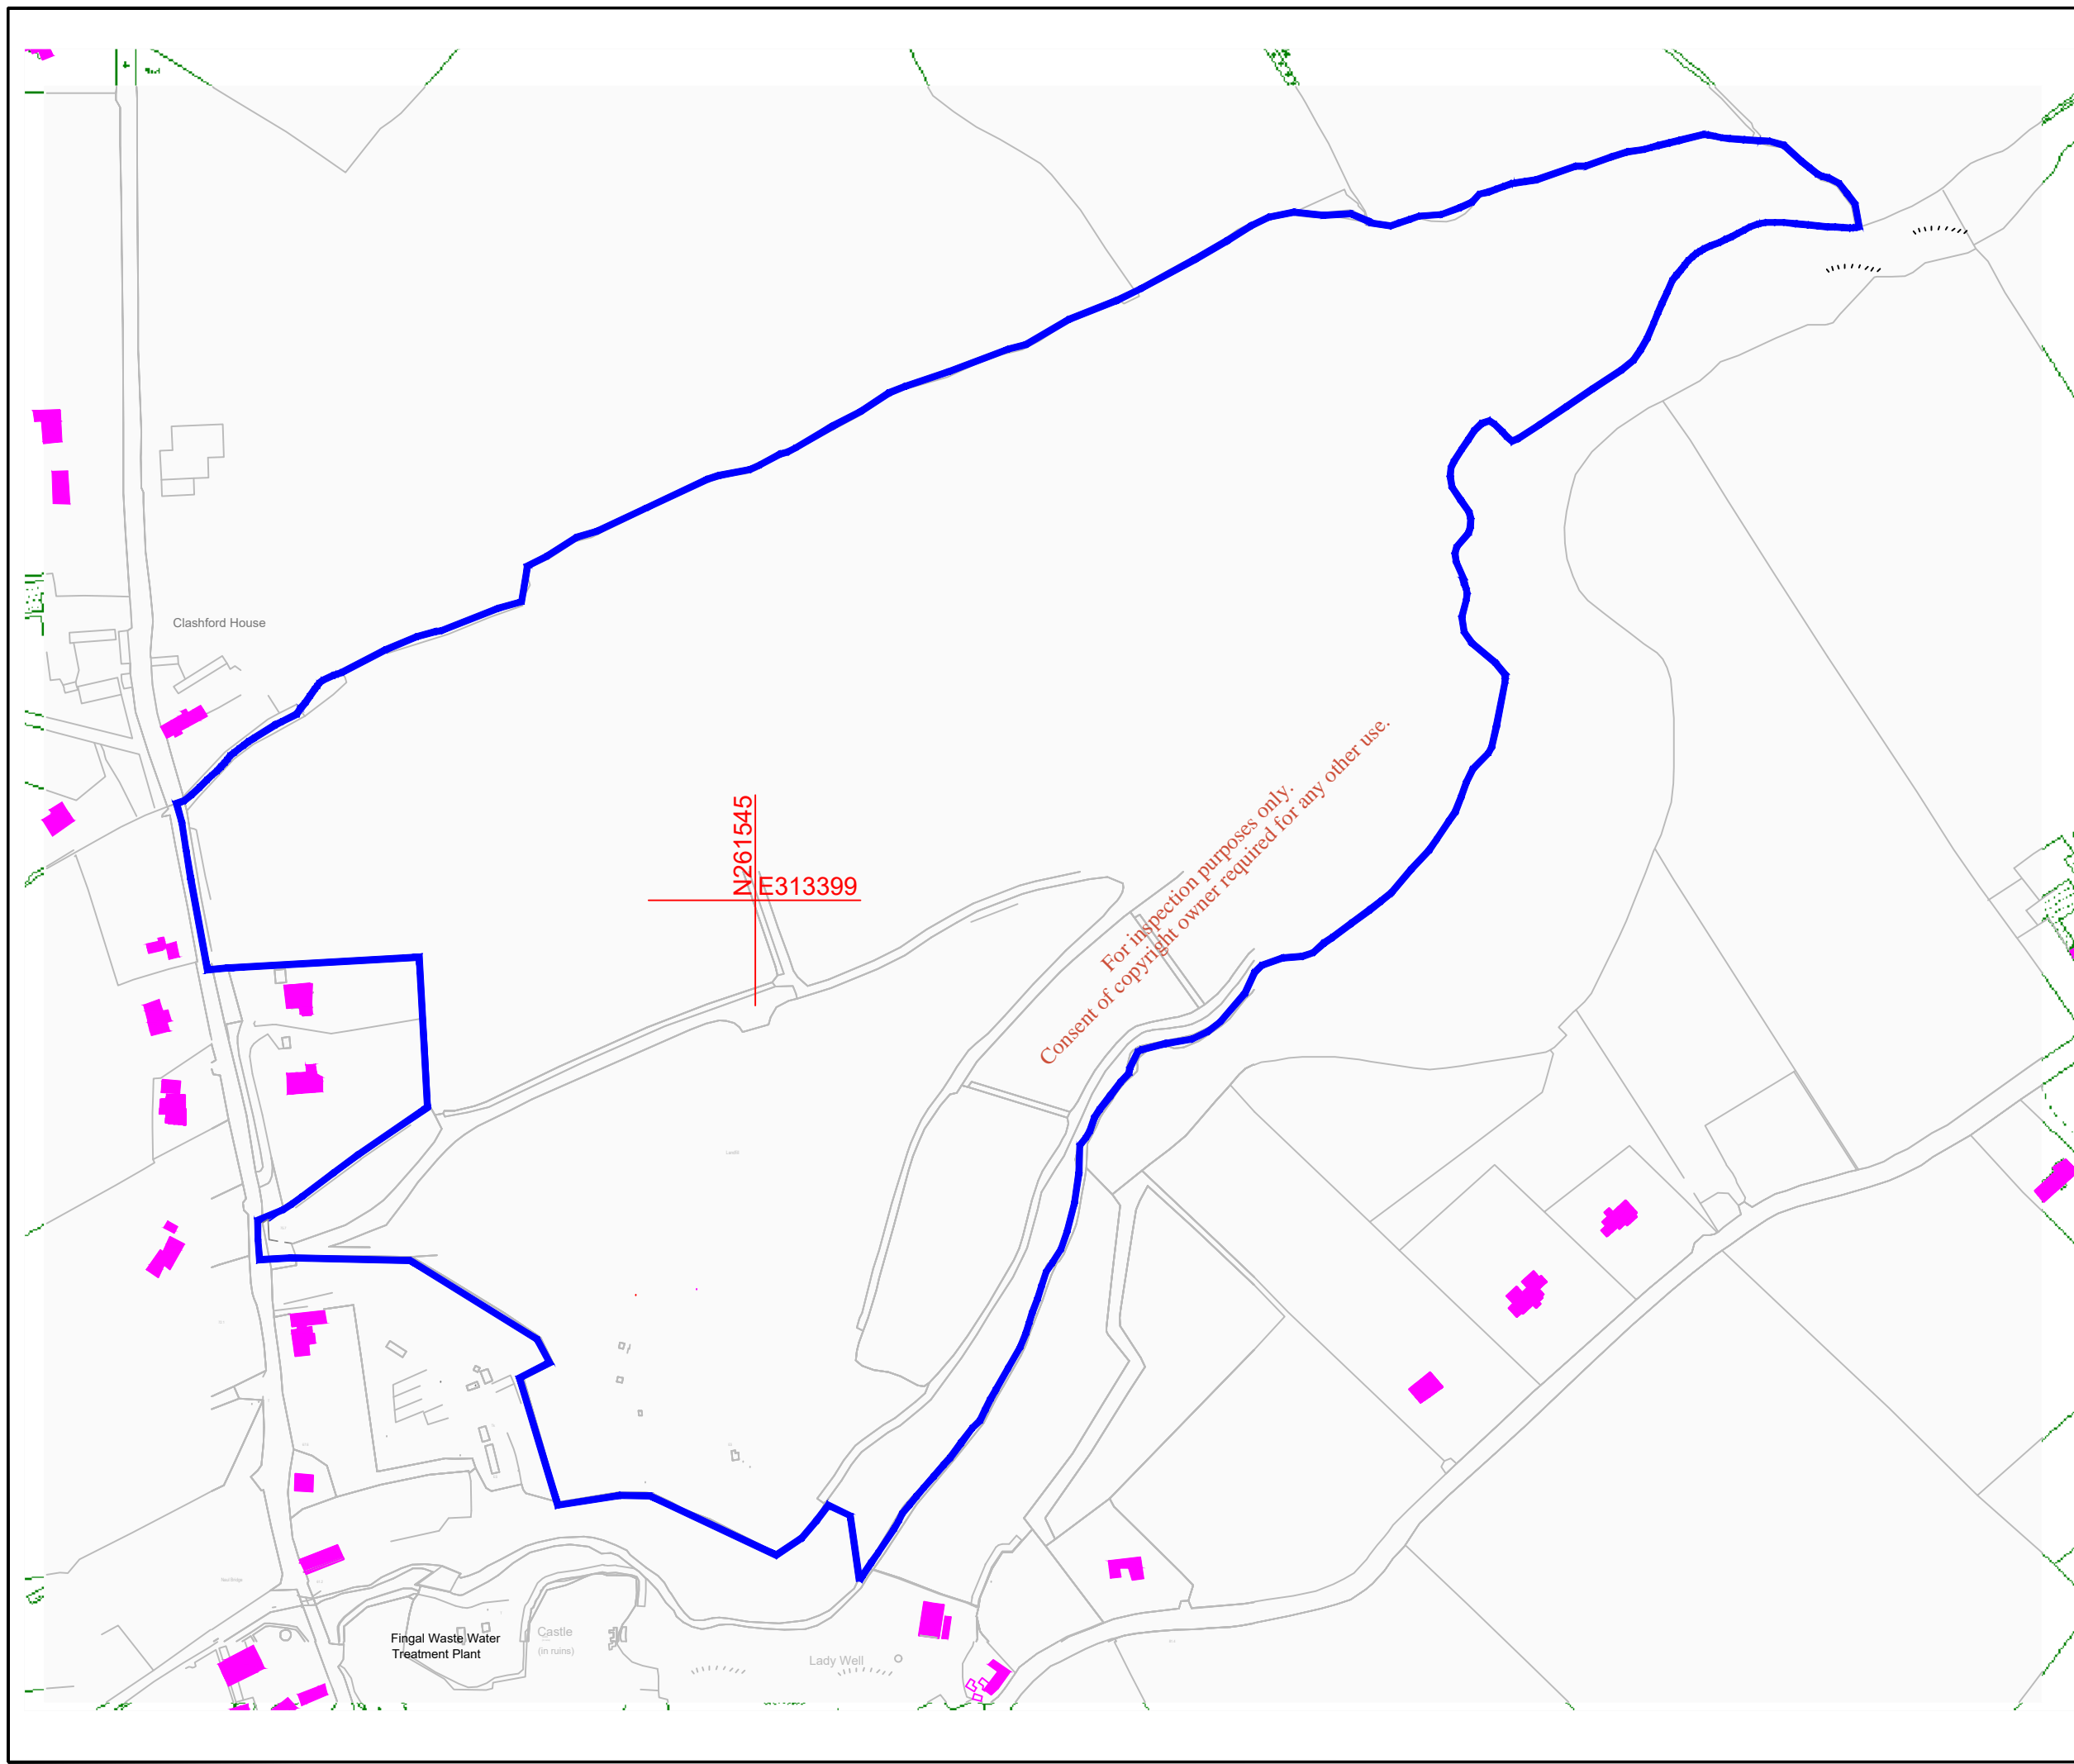 Clashford House
N261545
E313399
For inspection purposes only.
Consent of copyright owner required for any other use.
Landfill
Fingal Waste Water
Treatment Plant
Castle
(in ruins)
Lady Well